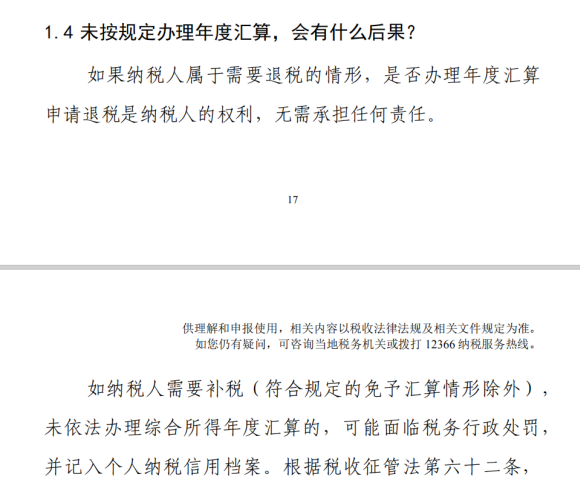 1.4 未按规定办理年度汇算，会有什么后果？
如果纳税人属于需要退税的情形，是否办理年度汇算
申请退税是纳税人的权利，无需承担任何责任。
17
供理解和申报使用，相关内容以税收法律法规及相关文件规定为准。
如您仍有疑问，可咨询当地税务机关或拨打 12366 纳税服务热线。
如纳税人需要补税（符合规定的免予汇算情形除外），
未依法办理综合所得年度汇算的，可能面临税务行政处罚，
并记入个人纳税信用档案。根据税收征管法第六十二条，